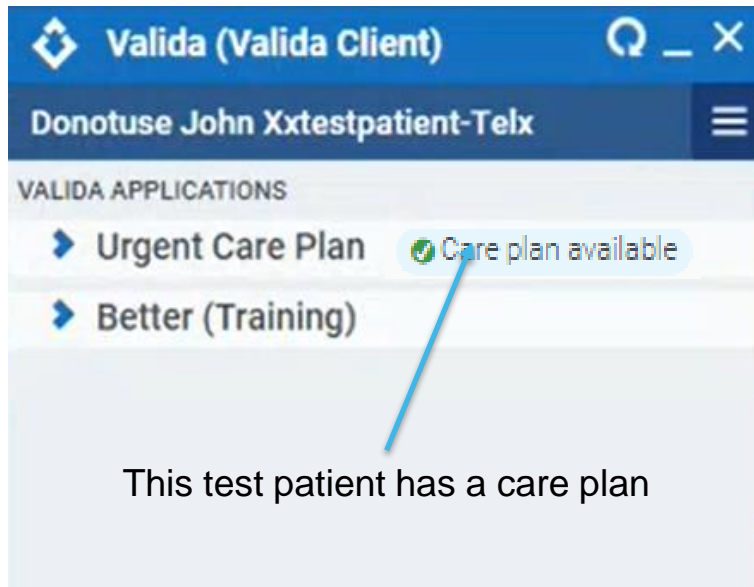 Valida (Valida Client)
Donotuse John Xxtestpatient-Telx
VALIDA APPLICATIONS
Urgent Care Plan Care plan available
Better (Training)
This test patient has a care plan